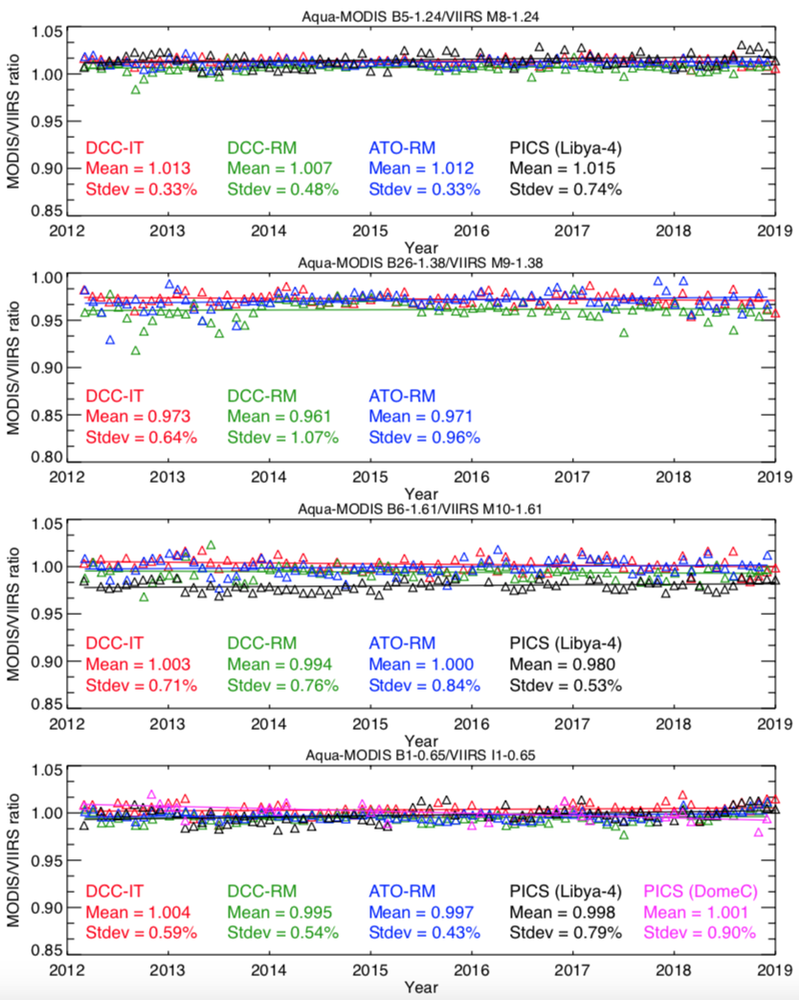 Aqua-MODIS B5-1.24/VIIRS M8-1.24
MODIS/VIIRS ratio
1.05
1.00
0.95
0.90
0.85
DCC-IT DCC-RM ATO-RM PICS (Libya-4)
Mean = 1.013 Mean = 1.007 Mean = 1.012 Mean = 1.015
Stdev = 0.33% Stdev = 0.48% Stdev = 0.33% Stdev = 0.74%
2012 2013 2014 2015 2016 2017 2018 2019
Year
Aqua-MODIS B26-1.38/VIIRS M9-1.38
MODIS/VIIRS ratio
1.00
0.95
0.90
0.85
0.80
DCC-IT DCC-RM ATO-RM
Mean = 0.973 Mean = 0.961 Mean = 0.971
Stdev = 0.64% Stdev = 1.07% Stdev = 0.96%
2012 2013 2014 2015 2016 2017 2018 2019
Year
Aqua-MODIS B6-1.61/VIIRS M10-1.61
MODIS/VIIRS ratio
1.05
1.00
0.95
0.90
0.85
DCC-IT DCC-RM ATO-RM PICS (Libya-4)
Mean = 1.003 Mean = 0.994 Mean = 1.000 Mean = 0.980
Stdev = 0.71% Stdev = 0.76% Stdev = 0.84% Stdev = 0.53%
2012 2013 2014 2015 2016 2017 2018 2019
Year
Aqua-MODIS B1-0.65/VIIRS I1-0.65
MODIS/VIIRS ratio
1.05
1.00
0.95
0.90
0.85
DCC-IT DCC-RM ATO-RM PICS (Libya-4) PICS (DomeC)
Mean = 1.004 Mean = 0.995 Mean = 0.997 Mean = 0.998 Mean = 1.001
Stdev = 0.59% Stdev = 0.54% Stdev = 0.43% Stdev = 0.79% Stdev = 0.90%
2012 2013 2014 2015 2016 2017 2018 2019
Year